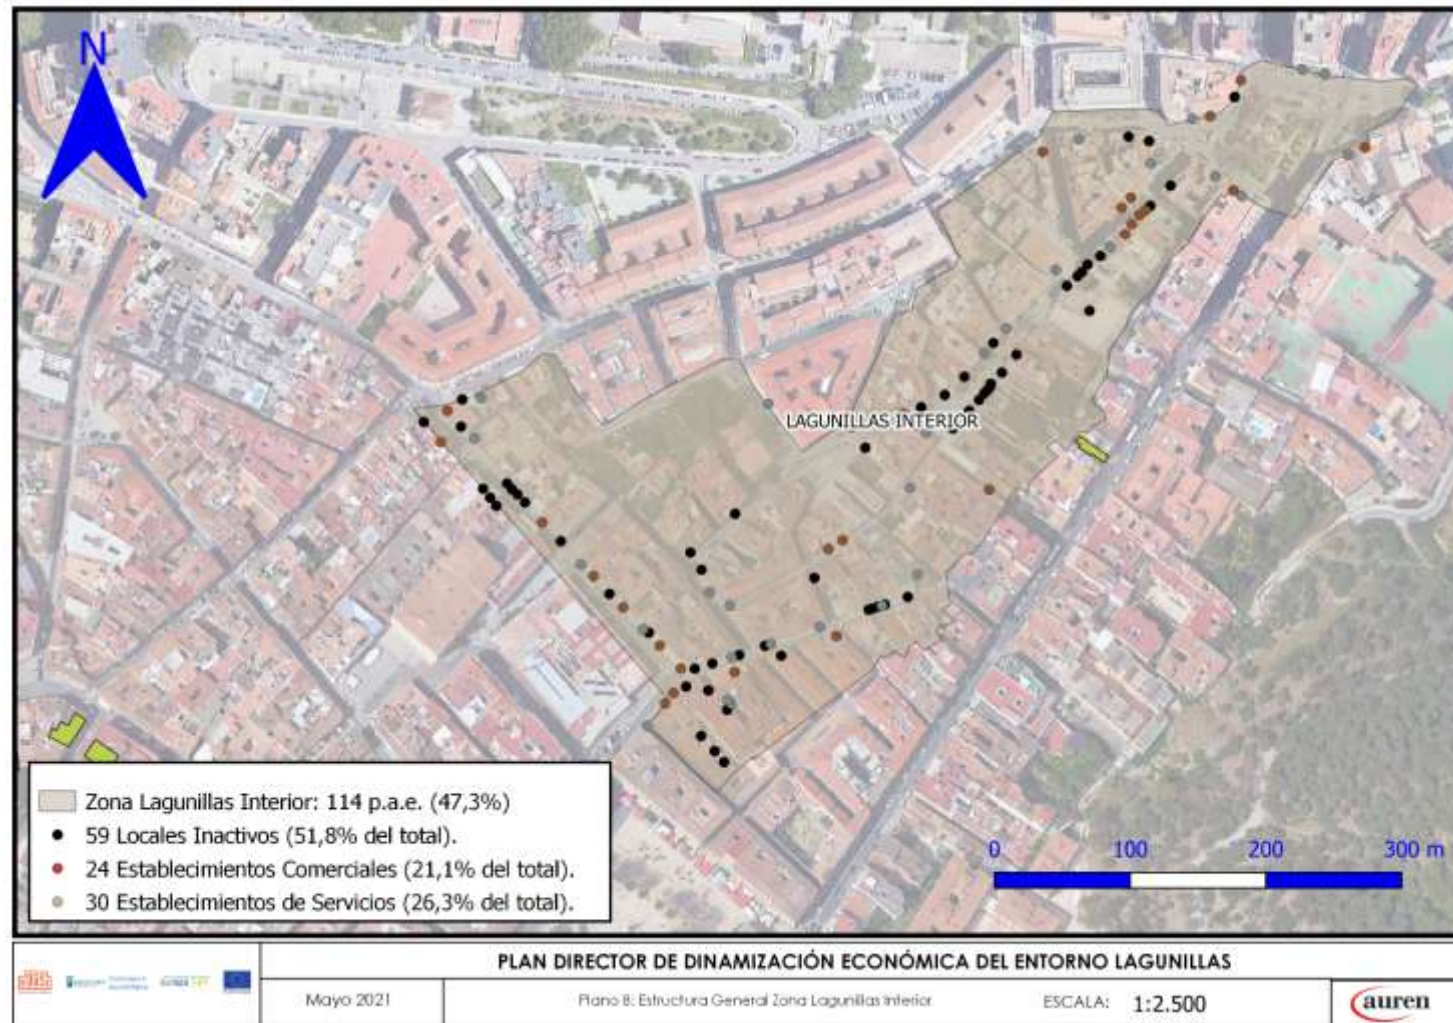 N
LAGUNILLAS INTERIOR
Zona Lagunillas Interior: 114 p.a.e. (47,3%)
59 Locales Inactivos (51,8% del total).
24 Establecimientos Comerciales (21,1% del total).
30 Establecimientos de Servicios (26,3% del total).
0 100 200 300 m
PLAN DIRECTOR DE DINAMIZACIÓN ECONÓMICA DEL ENTORNO LAGUNILLAS
Mayo 2021
Plano 8: Estructura General Zona Lagunillas Interior
ESCALA: 1:2.500
auren